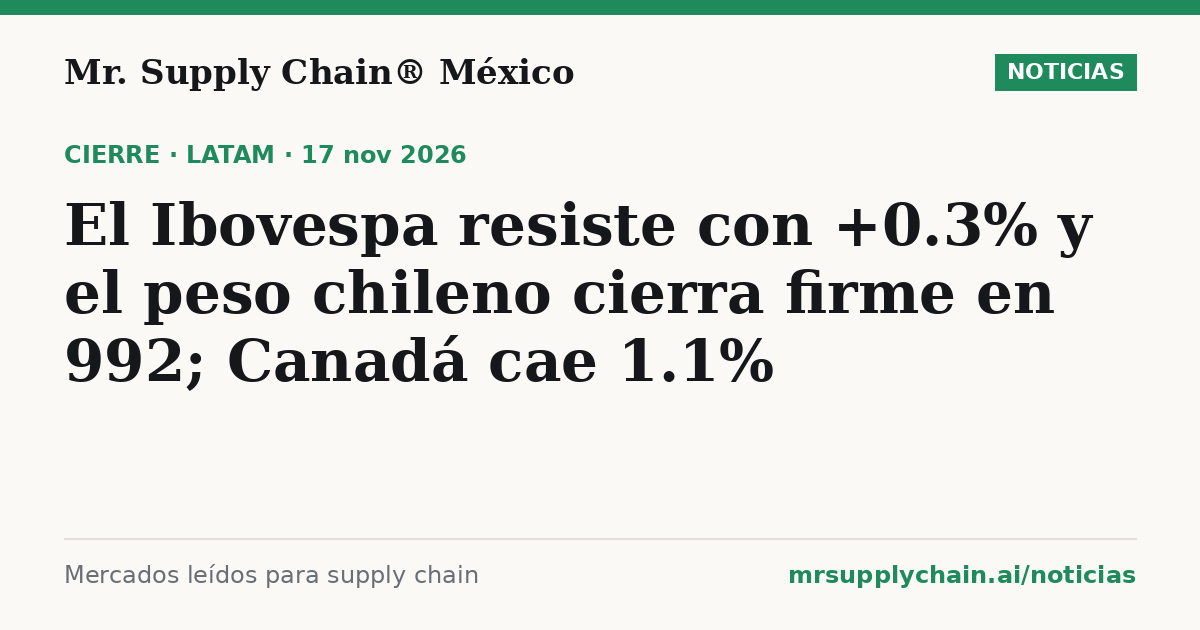 Mr. Supply Chain® México
NOTICIAS
CIERRE · LATAM · 17 nov 2026
El Ibovespa resiste con +0.3% y
el peso chileno cierra firme en
992; Canadá cae 1.1%
Mercados leídos para supply chain
mrsupplychain.ai/noticias